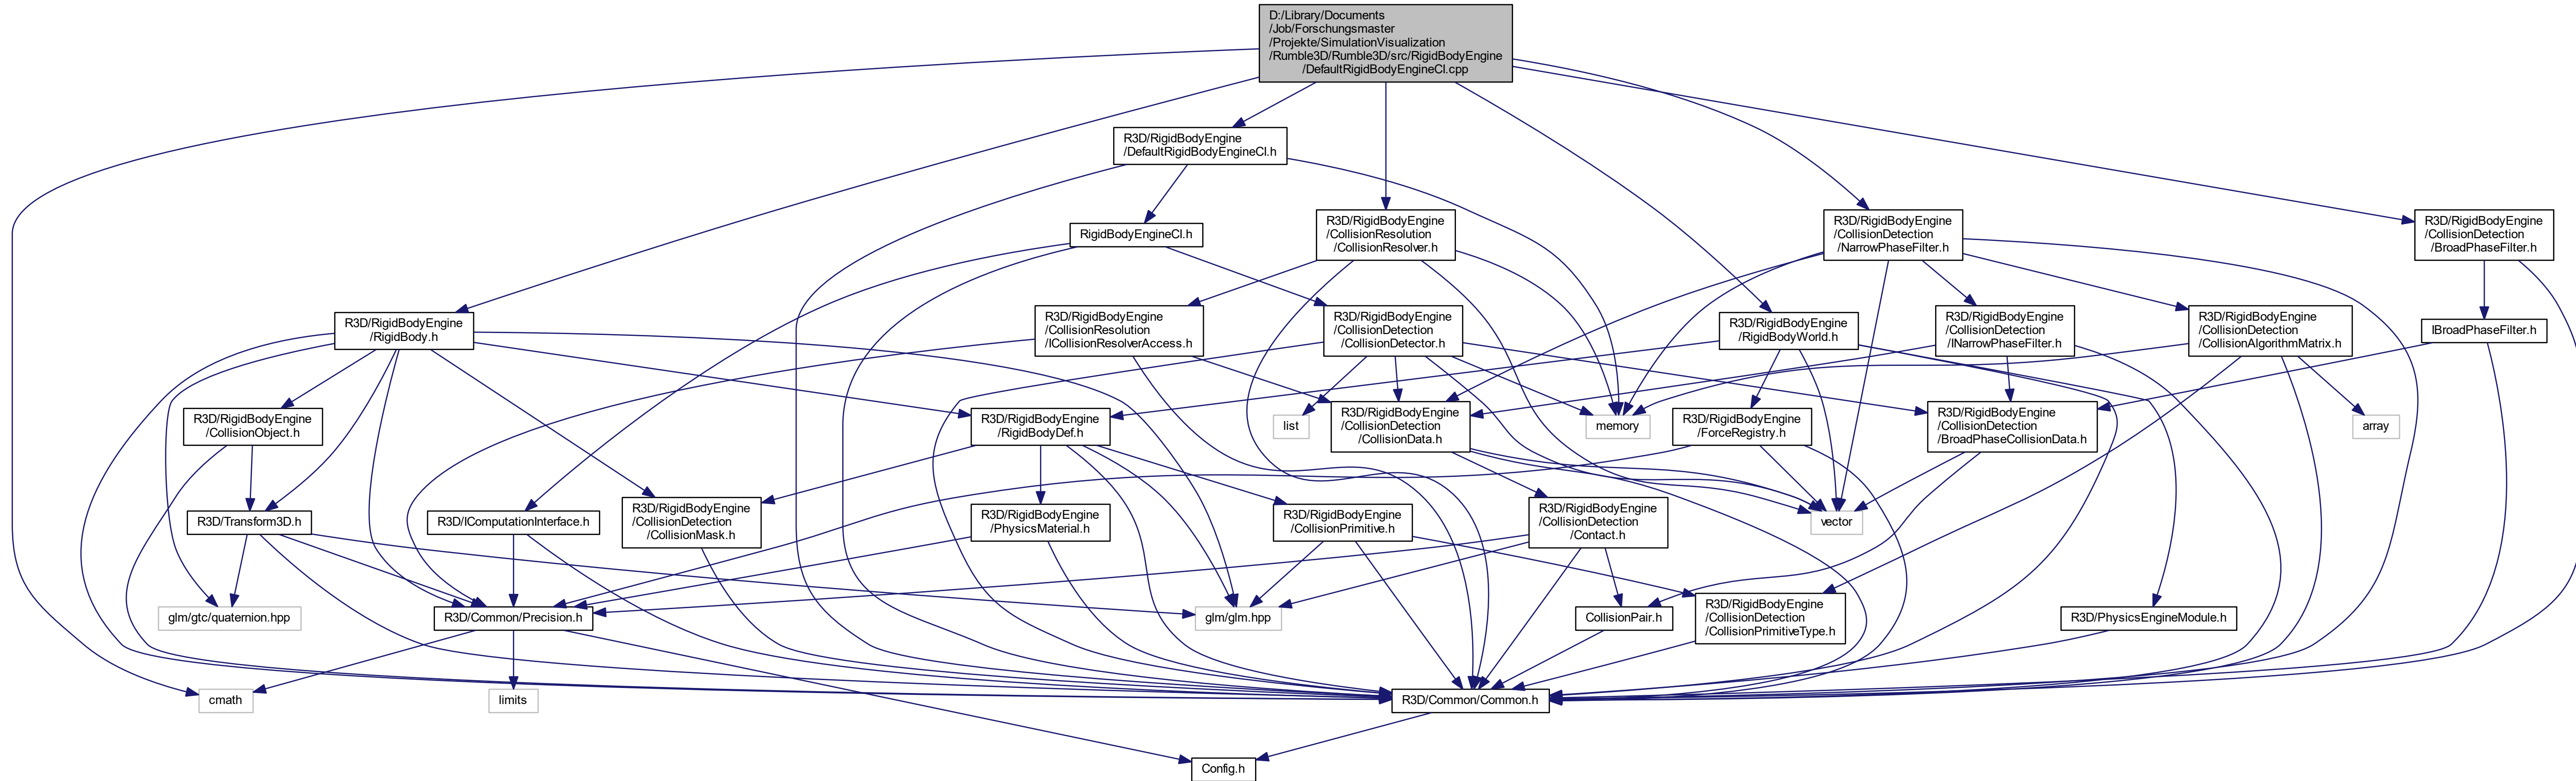 D:/Library/Documents
/Job/Forschungsmaster
/Projekte/SimulationVisualization
/Rumble3D/Rumble3D/src/RigidBodyEngine
/DefaultRigidBodyEngineCI.cpp
R3D/RigidBodyEngine
/DefaultRigidBodyEngineCI.h
RigidBodyEngineCI.h
R3D/RigidBodyEngine
/CollisionResolution
/CollisionResolver.h
R3D/RigidBodyEngine
/CollisionDetection
/NarrowPhaseFilter.h
R3D/RigidBodyEngine
/CollisionDetection
/BroadPhaseFilter.h
R3D/RigidBodyEngine
/RigidBody.h
R3D/RigidBodyEngine
/CollisionResolution
/ICollisionResolverAccess.h
R3D/RigidBodyEngine
/CollisionDetection
/CollisionDetector.h
R3D/RigidBodyEngine
/RigidBodyWorld.h
R3D/RigidBodyEngine
/CollisionDetection
/INarrowPhaseFilter.h
R3D/RigidBodyEngine
/CollisionDetection
/CollisionAlgorithmMatrix.h
IBroadPhaseFilter.h
R3D/RigidBodyEngine
/CollisionObject.h
R3D/RigidBodyEngine
/RigidBodyDef.h
list
R3D/RigidBodyEngine
/CollisionDetection
/CollisionData.h
memory
R3D/RigidBodyEngine
/ForceRegistry.h
R3D/RigidBodyEngine
/CollisionDetection
/BroadPhaseCollisionData.h
array
R3D/Transform3D.h
R3D/IComputationInterface.h
R3D/RigidBodyEngine
/CollisionDetection
/CollisionMask.h
R3D/RigidBodyEngine
/PhysicsMaterial.h
R3D/RigidBodyEngine
/CollisionPrimitive.h
R3D/RigidBodyEngine
/CollisionDetection
/Contact.h
vector
glm/gtc/quaternion.hpp
R3D/Common/Precision.h
glm/glm.hpp
CollisionPair.h
R3D/RigidBodyEngine
/CollisionDetection
/CollisionPrimitiveType.h
R3D/PhysicsEngineModule.h
cmath
limits
R3D/Common/Common.h
Config.h